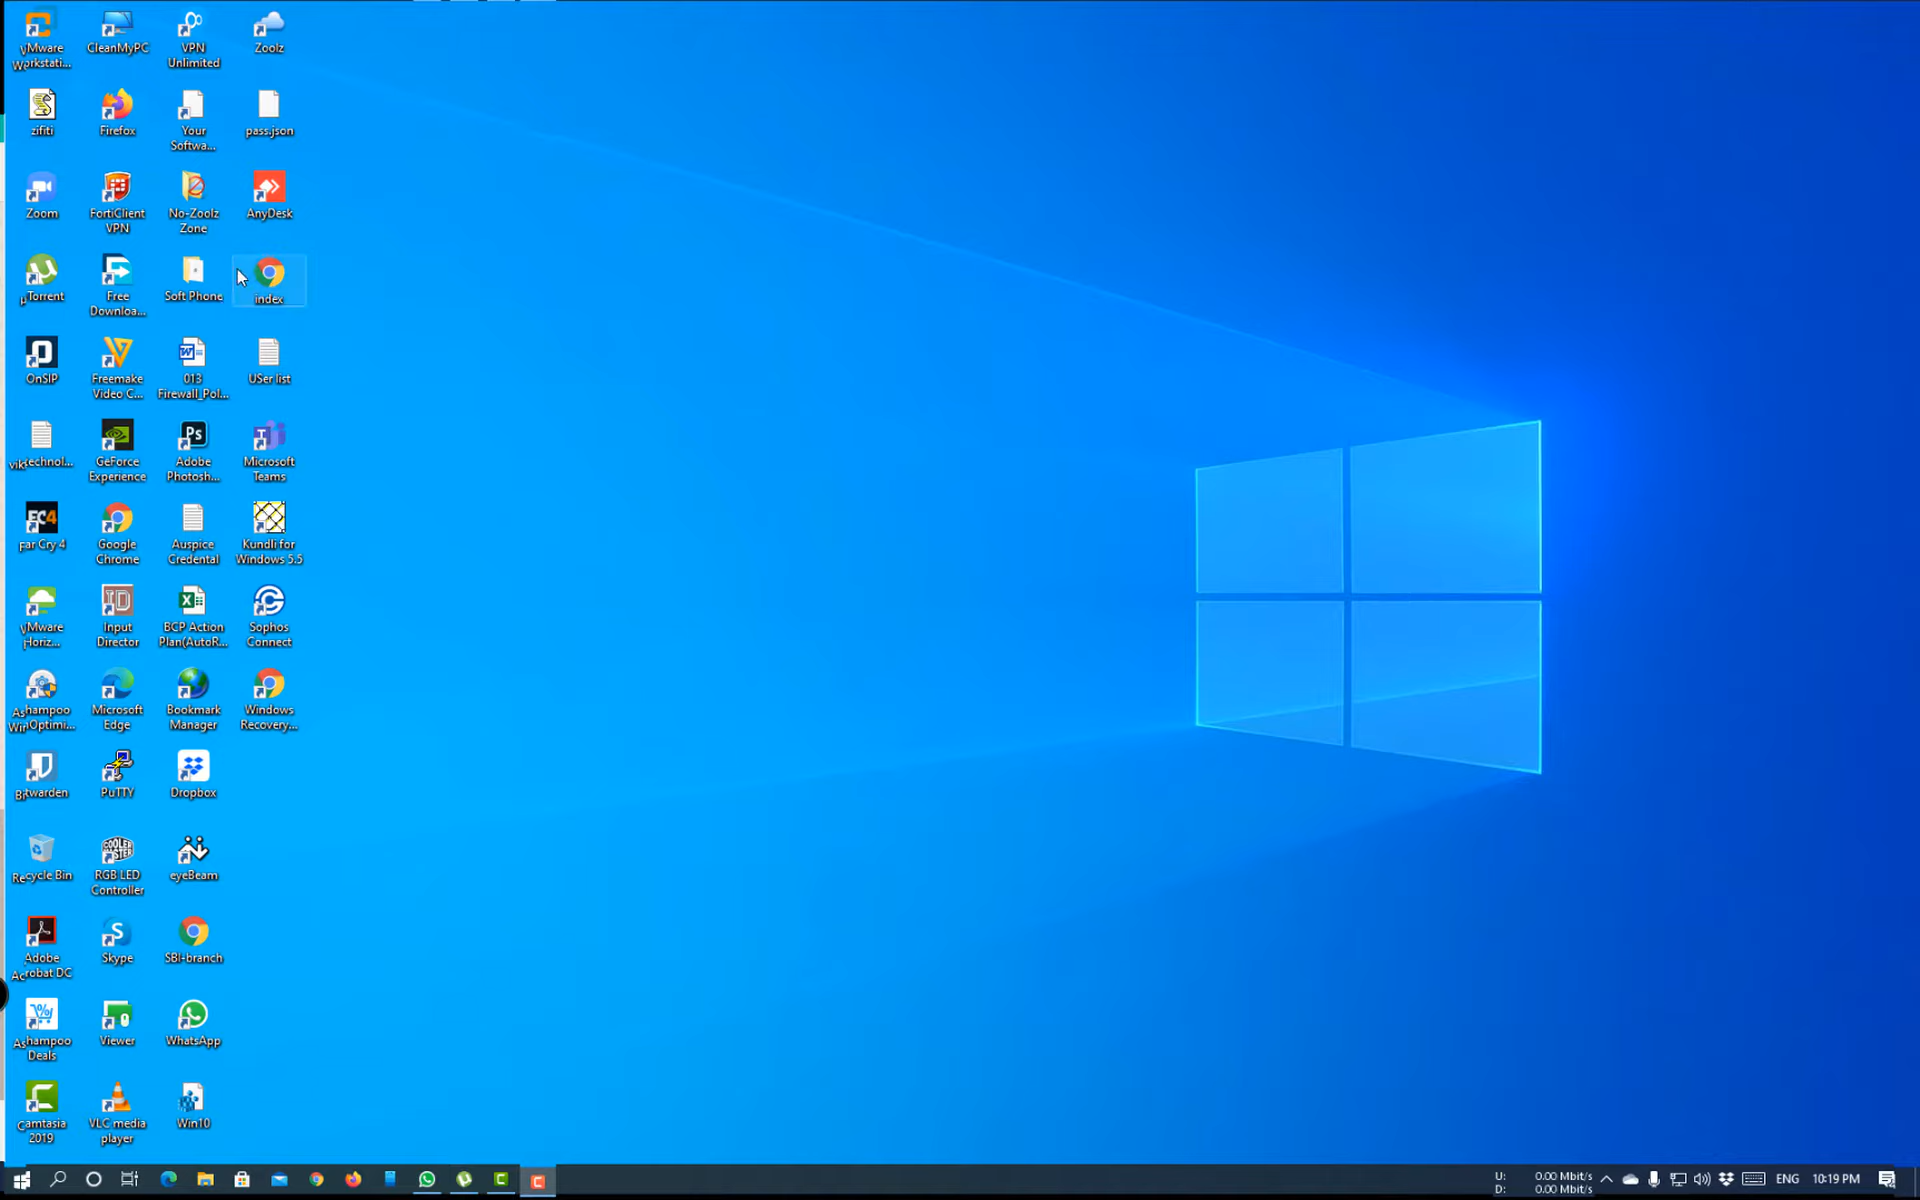 VMware
Workstati...
CleanMyPC
VPN
Unlimited
Zoolz
zifiti
Firefox
Your
Softwa...
pass.json
Zoom
FortiClient
VPN
No-Zoolz
Zone
AnyDesk
µTorrent
Free
Downloa...
Soft Phone
index
OnSIP
Freemake
Video C...
013
Firewall_Pol...
USer list
GeForce
Experience
Adobe
Photosh...
Microsoft
Teams
Far Cry 4
Google
Chrome
Auspice
Credental
Kundli for
Windows 5.5
VMware
Horiz...
Input
Director
BCP Action
Plan(AutoR...
Sophos
Connect
Ashampoo
WinOptimi...
Microsoft
Edge
Bookmark
Manager
Windows
Recovery...
Bitwarden
PuTTY
Dropbox
Recycle Bin
RGB LED
Controller
eyeBeam
Adobe
Acrobat DC
Skype
SBI-branch
Ashampoo
Deals
Viewer
WhatsApp
Camtasia
2019
VLC media
player
Win10
U: 0.00 Mbit/s
D: 0.00 Mbit/s
ENG
10:19 PM